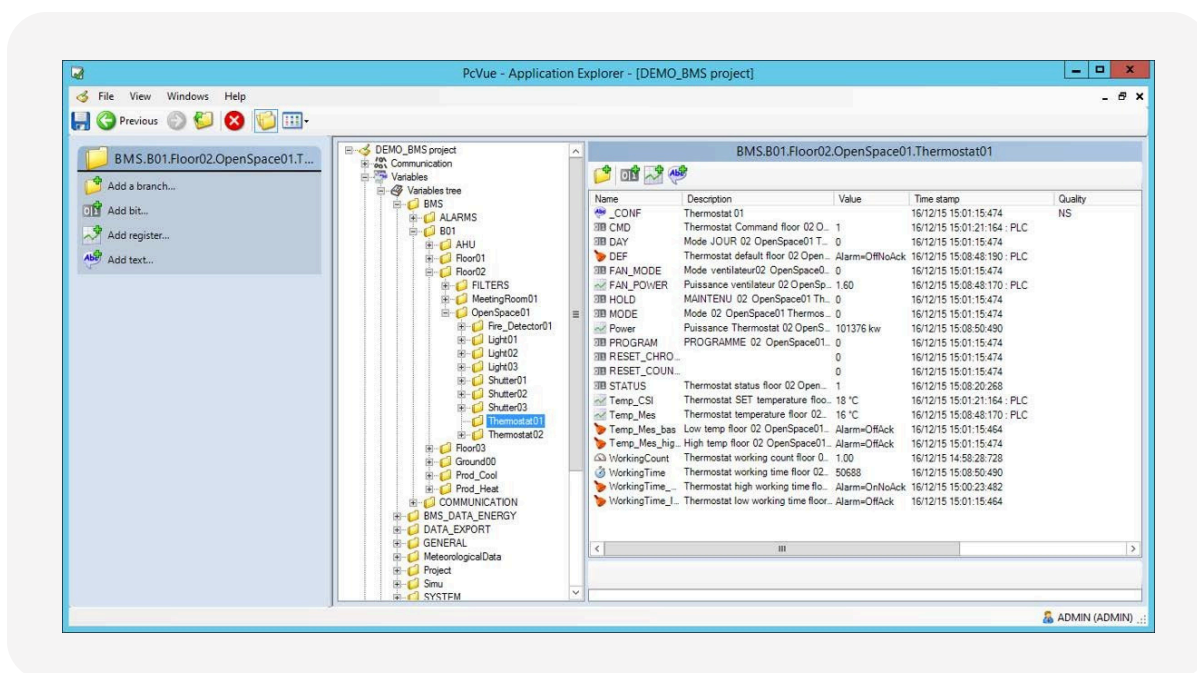 PcVue - Application Explorer - [DEMO_BMS project]
File View Windows Help
Previous
BMS.B01.Floor02.OpenSpace01.T...
Add a branch...
Add bit...
Add register...
Add text...
DEMO_BMS project
Communication
Variables
Variables tree
BMS
ALARMS
B01
AHU
Floor01
Floor02
FILTERS
MeetingRoom01
OpenSpace01
Fire_Detector01
Light01
Light02
Light03
Shutter01
Shutter02
Shutter03
Thermostat01
Thermostat02
Floor03
Ground00
Prod_Cool
Prod_Heat
COMMUNICATION
BMS_DATA_ENERGY
DATA_EXPORT
GENERAL
MeteorologicalData
Project
Simu
SYSTEM
BMS.B01.Floor02.OpenSpace01.Thermostat01
Name Description Value Time stamp Quality
_CONF Thermostat 01 16/12/15 15:01:15:474 NS
CMD Thermostat Command floor 02 O... 1 16/12/15 15:01:21:164 : PLC
DAY Mode JOUR 02 OpenSpace01 T... 0 16/12/15 15:01:15:474
DEF Thermostat default floor 02 Open... Alarm=OffNoAck 16/12/15 15:08:48:190 : PLC
FAN_MODE Mode ventilateur02 OpenSpace0... 0 16/12/15 15:01:15:474
FAN_POWER Puissance ventilateur 02 OpenSp... 1.60 16/12/15 15:08:48:170 : PLC
HOLD MAINTENU 02 OpenSpace01 Th... 0 16/12/15 15:01:15:474
MODE Mode 02 OpenSpace01 Thermos... 0 16/12/15 15:01:15:474
Power Puissance Thermostat 02 OpenS... 101376 kw 16/12/15 15:08:50:490
PROGRAM PROGRAMME 02 OpenSpace01... 0 16/12/15 15:01:15:474
RESET_CHRO... 0 16/12/15 15:01:15:474
RESET_COUN... 0 16/12/15 15:01:15:474
STATUS Thermostat status floor 02 Open... 1 16/12/15 15:08:20:268
Temp_CSI Thermostat SET temperature floo... 18 °C 16/12/15 15:01:21:164 : PLC
Temp_Mes Thermostat temperature floor 02... 16 °C 16/12/15 15:08:48:170 : PLC
Temp_Mes_bas Low temp floor 02 OpenSpace01... Alarm=OffAck 16/12/15 15:01:15:464
Temp_Mes_hig... High temp floor 02 OpenSpace01... Alarm=OffAck 16/12/15 15:01:15:474
WorkingCount Thermostat working count floor 0... 1.00 16/12/15 14:58:28:728
WorkingTime Thermostat working time floor 02... 50688 16/12/15 15:08:50:490
WorkingTime_... Thermostat high working time flo... Alarm=OnNoAck 16/12/15 15:00:23:482
WorkingTime_l... Thermostat low working time floor... Alarm=OffAck 16/12/15 15:01:15:464
ADMIN (ADMIN)